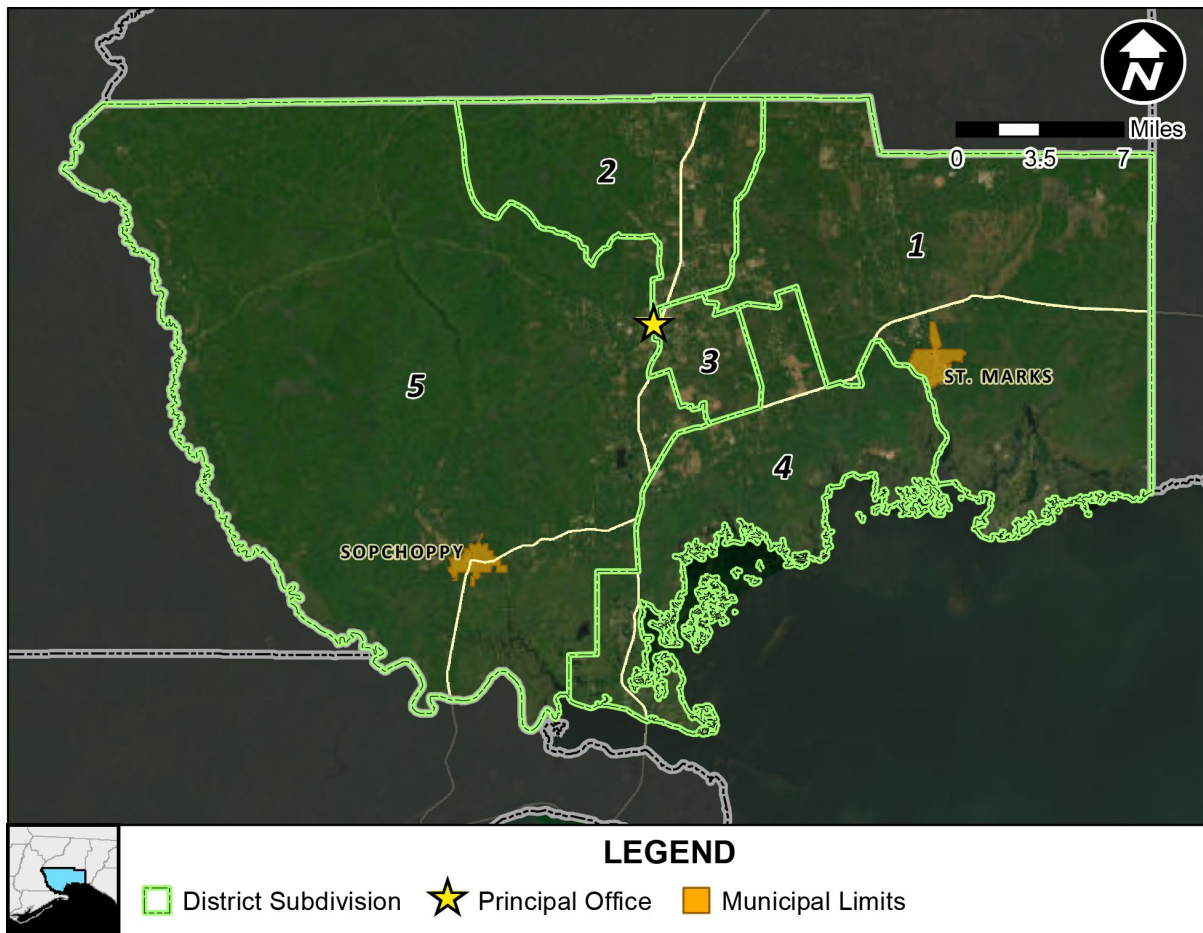 N
Miles
0 3.5 7
2
1
3
ST. MARKS
5
4
SOPCHOPPY
LEGEND
District Subdivision Principal Office Municipal Limits